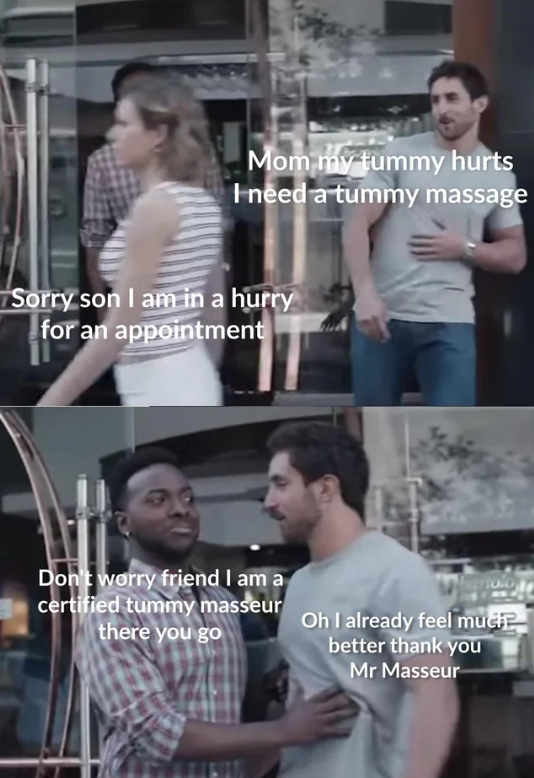 Mom my tummy hurts
I need a tummy massage
Sorry son I am in a hurry
for an appointment
Don't worry friend I am a
certified tummy masseur
there you go
Oh I already feel much
better thank you
Mr Masseur